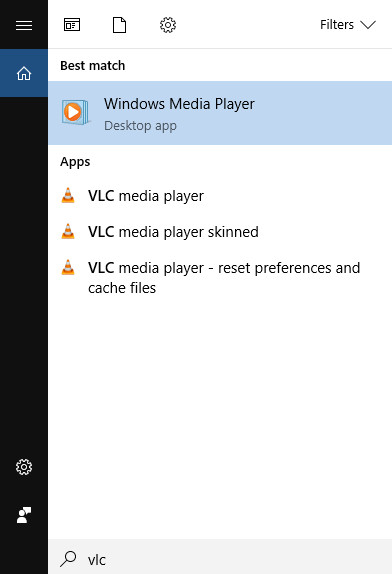 Filters
Best match
Windows Media Player
Desktop app
Apps
VLC media player
VLC media player skinned
VLC media player - reset preferences and
cache files
vlc